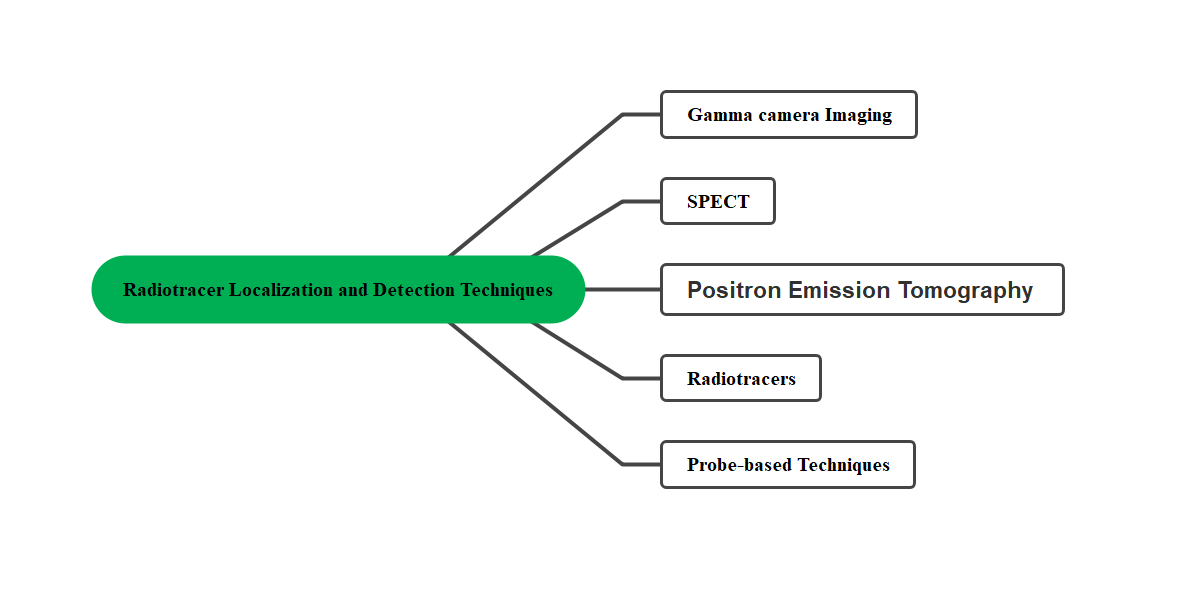 Gamma camera Imaging
SPECT
Radiotracer Localization and Detection Techniques
Positron Emission Tomography
Radiotracers
Probe-based Techniques